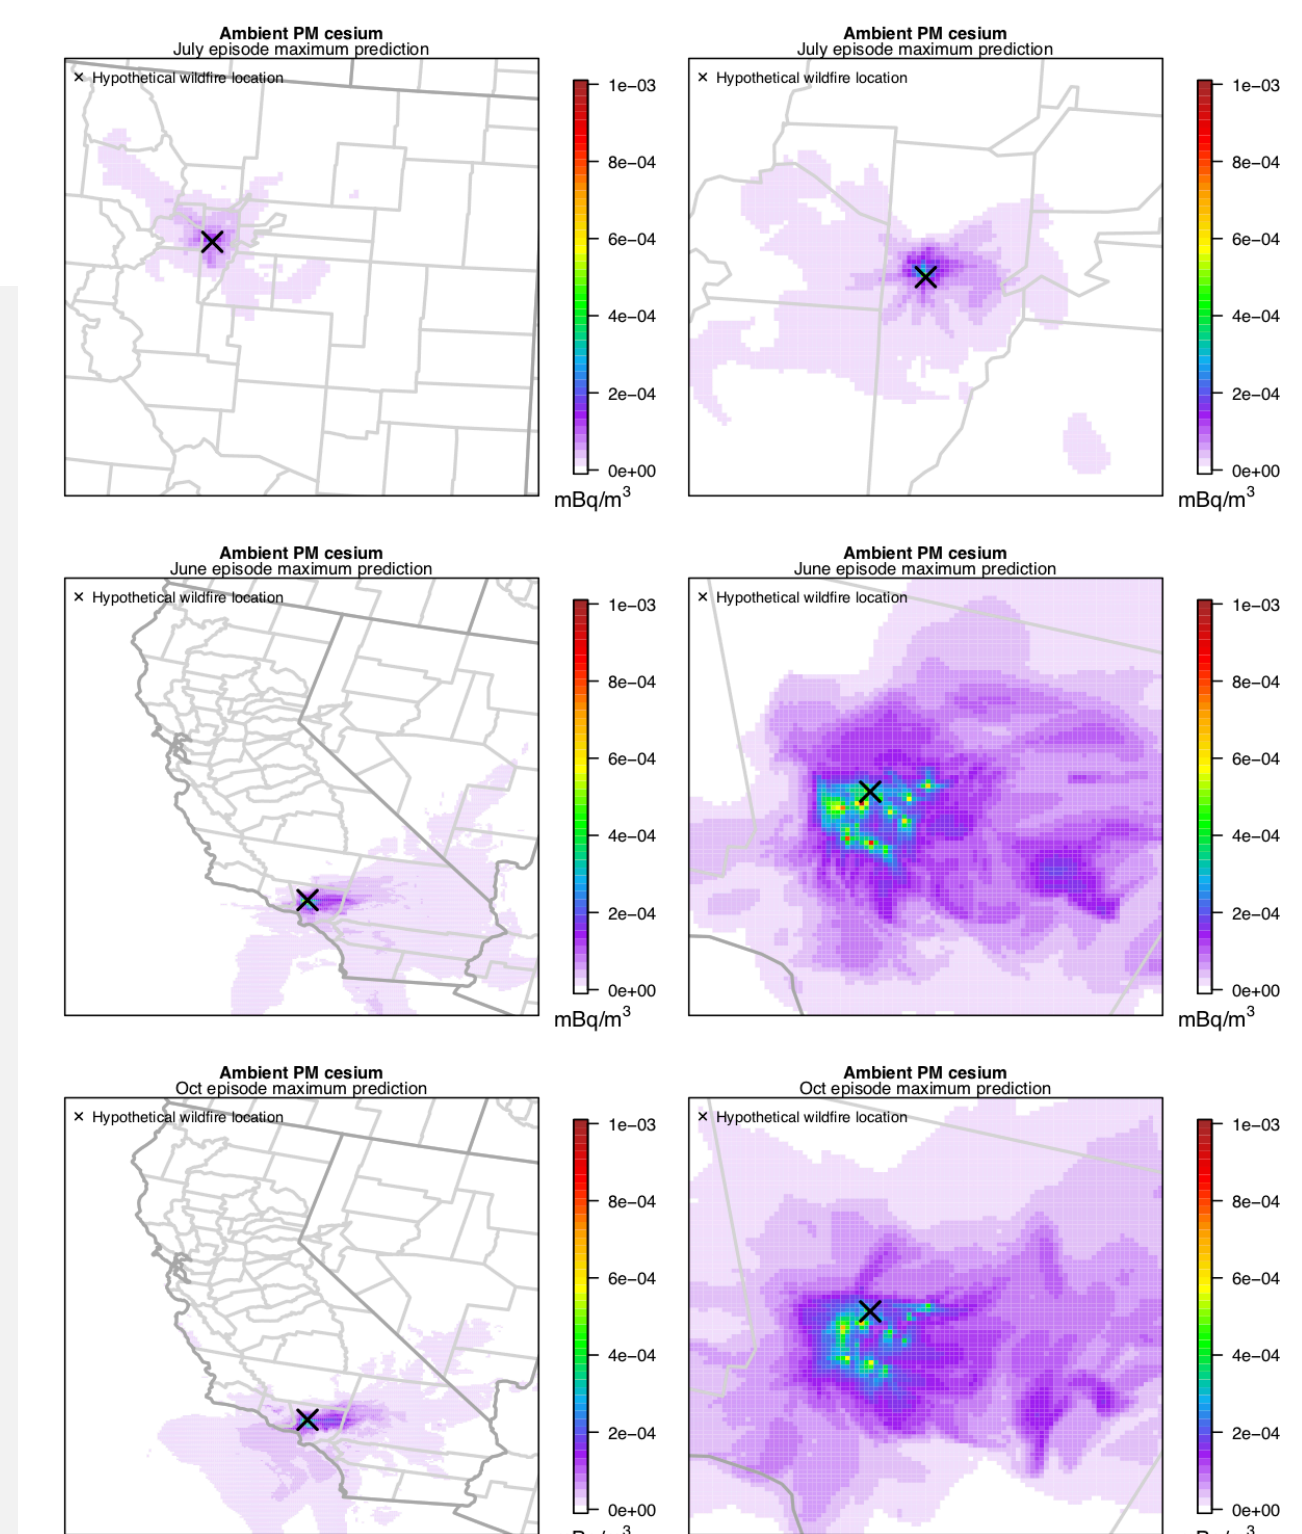 Ambient PM cesium
July episode maximum prediction
× Hypothetical wildfire location
1e−03
8e−04
6e−04
4e−04
2e−04
0e+00
mBq/m³
Ambient PM cesium
July episode maximum prediction
× Hypothetical wildfire location
1e−03
8e−04
6e−04
4e−04
2e−04
0e+00
mBq/m³
Ambient PM cesium
June episode maximum prediction
× Hypothetical wildfire location
1e−03
8e−04
6e−04
4e−04
2e−04
0e+00
mBq/m³
Ambient PM cesium
June episode maximum prediction
× Hypothetical wildfire location
1e−03
8e−04
6e−04
4e−04
2e−04
0e+00
mBq/m³
Ambient PM cesium
Oct episode maximum prediction
× Hypothetical wildfire location
1e−03
8e−04
6e−04
4e−04
2e−04
0e+00
Ambient PM cesium
Oct episode maximum prediction
× Hypothetical wildfire location
1e−03
8e−04
6e−04
4e−04
2e−04
0e+00